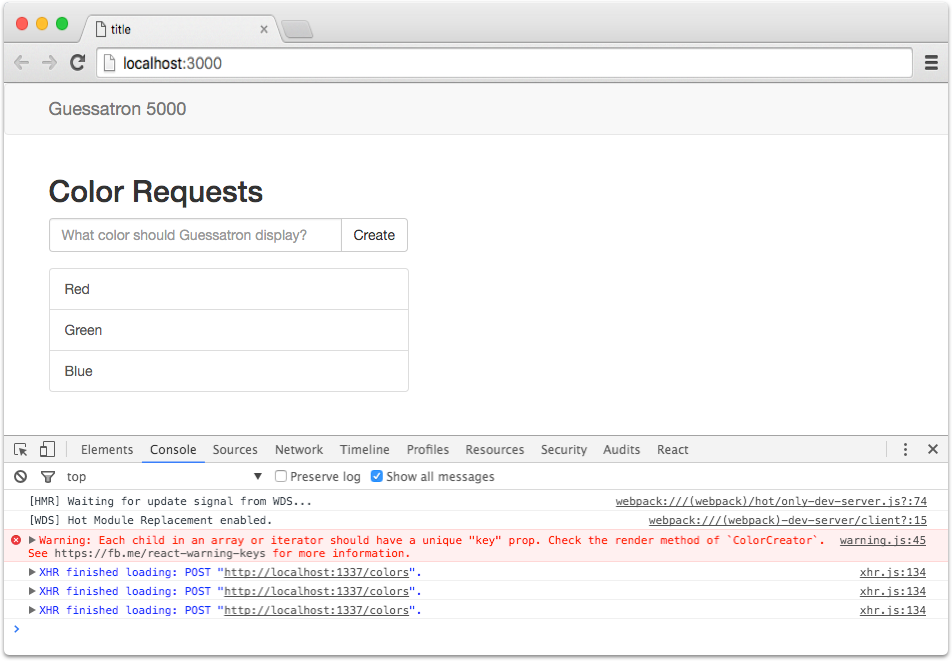 title
localhost:3000
Guessatron 5000
Color Requests
What color should Guessatron display? Create
Red
Green
Blue
Elements Console Sources Network Timeline Profiles Resources Security Audits React
top Preserve log Show all messages
[HMR] Waiting for update signal from WDS... webpack:///(webpack)/hot/only-dev-server.js?:74
[WDS] Hot Module Replacement enabled. webpack:///(webpack)-dev-server/client?:15
Warning: Each child in an array or iterator should have a unique "key" prop. Check the render method of `ColorCreator`. warning.js:45
See https://fb.me/react-warning-keys for more information.
XHR finished loading: POST "http://localhost:1337/colors". xhr.js:134
XHR finished loading: POST "http://localhost:1337/colors". xhr.js:134
XHR finished loading: POST "http://localhost:1337/colors". xhr.js:134